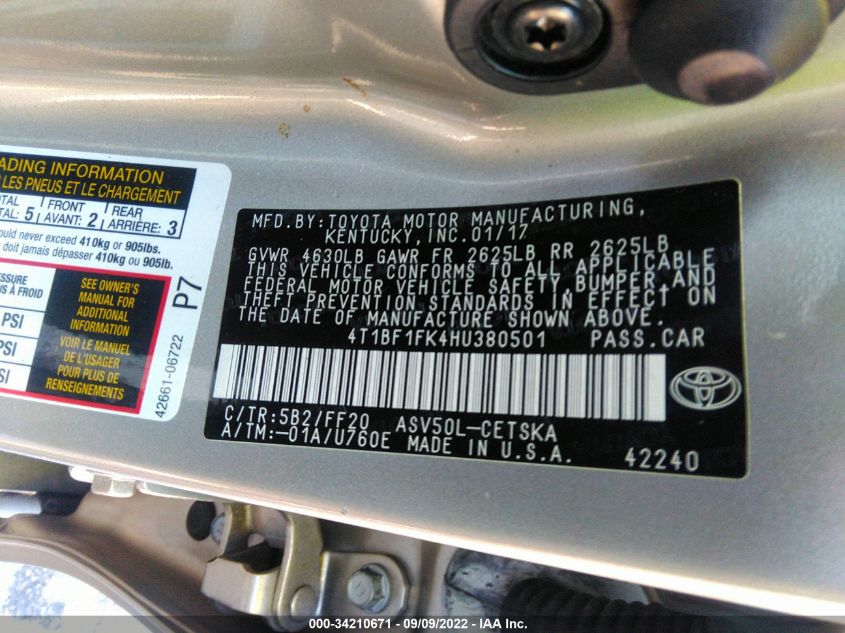 ADING INFORMATION
LES PNEUS ET LE CHARGEMENT
TAL 5 FRONT 2 REAR 3
TAL: AVANT: ARRIÈRE:
uld never exceed 410kg or 905lbs.
doit jamais dépasser 410kg ou 905lb.
ESSURE
S À FROID
PSI
PSI
SI
SEE OWNER'S
MANUAL FOR
ADDITIONAL
INFORMATION
VOIR LE MANUEL
DE L'USAGER
POUR PLUS DE
RENSEIGNEMENTS
P7
42661-06722
MFD.BY:TOYOTA MOTOR MANUFACTURING,
KENTUCKY,INC.01/17
GVWR 4630LB GAWR FR 2625LB RR 2625LB
THIS VEHICLE CONFORMS TO ALL APPLICABLE
FEDERAL MOTOR VEHICLE SAFETY,BUMPER, AND
THEFT PREVENTION STANDARDS IN EFFECT ON
THE DATE OF MANUFACTURE SHOWN ABOVE.
4T1BF1FK4HU380501 PASS.CAR
C/TR:5B2/FF20 ASV50L-CETSKA
A/TM:-01A/U760E MADE IN U.S.A.
42240
000-34210671 - 09/09/2022 - IAA Inc.